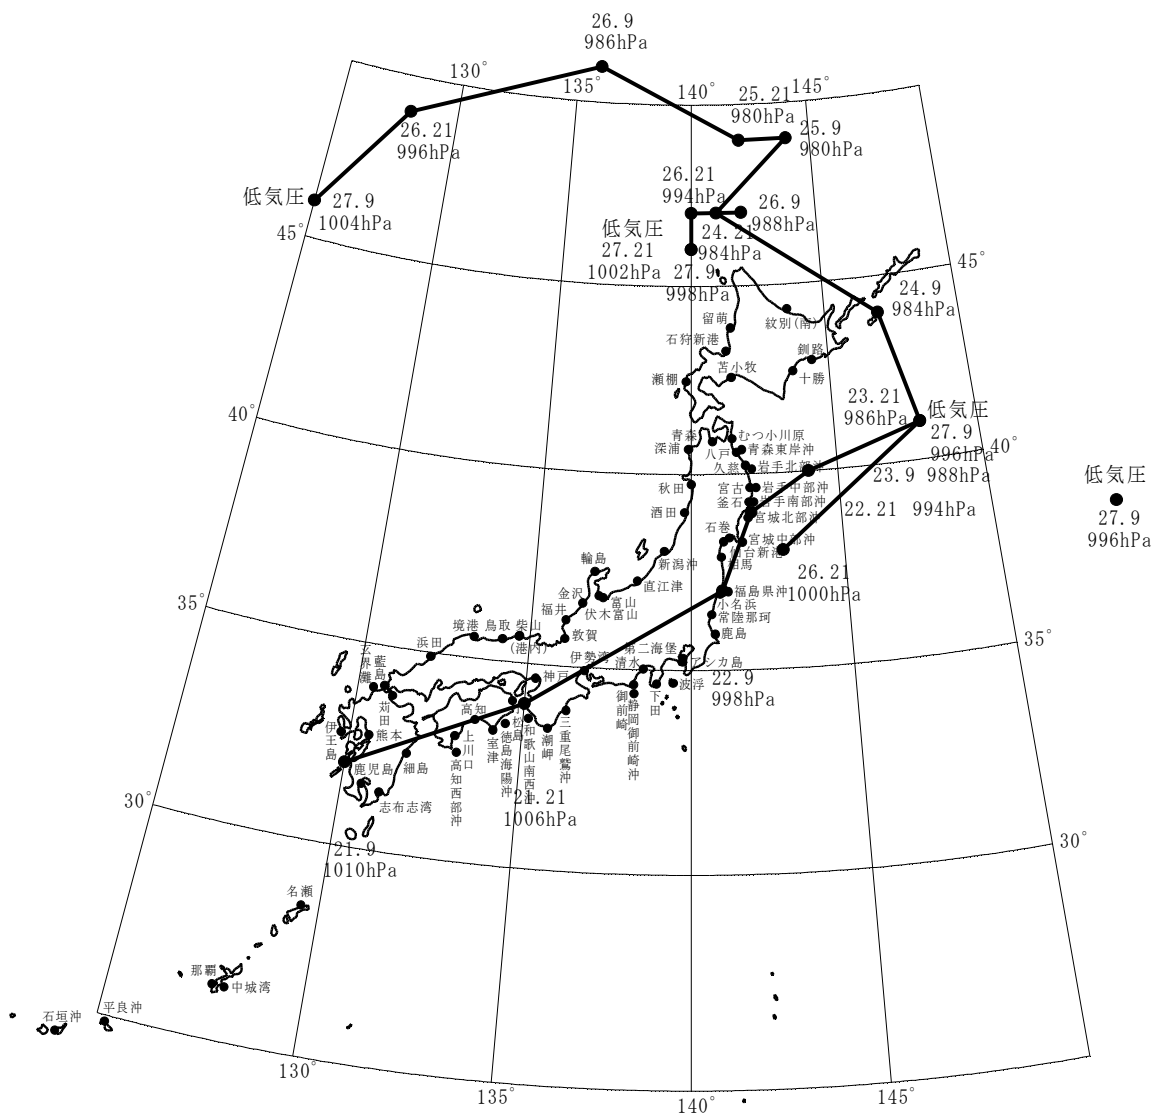 26.9
986hPa
130°
135°
140°
145°
25.21
980hPa
25.9
980hPa
26.21
996hPa
低気圧
27.9
1004hPa
45°
26.21
994hPa
26.9
988hPa
低気圧
27.21
1002hPa
24.21
984hPa
27.9
998hPa
45°
24.9
984hPa
留萌
紋別(南)
石狩新港
釧路
瀬棚
苫小牧
十勝
40°
23.21
986hPa
低気圧
27.9
996hPa
40°
23.9 988hPa
22.21 994hPa
低気圧
27.9
996hPa
青森
むつ小川原
深浦
八戸
青森東岸沖
久慈
岩手北部沖
秋田
宮古
岩手中部沖
釜石
岩手南部沖
酒田
宮城北部沖
石巻
宮城中部沖
仙台新港
相馬
新潟沖
26.21
1000hPa
輪島
直江津
福島県沖
金沢
富山
小名浜
35°
福井
伏木富山
常陸那珂
境港
鳥取
柴山
(港内)
敦賀
鹿島
35°
浜田
伊勢湾
第二海堡
清水
アシカ島
玄界灘
藍島
神戸
波浮
22.9
998hPa
苅田
高知
小松島
御前崎
静岡御前崎沖
下田
伊王島
熊本
上川口
室津
徳島海陽沖
和歌山南西沖
潮岬
三重尾鷲沖
鹿児島
細島
高知西部沖
志布志湾
30°
21.21
1006hPa
30°
21.9
1010hPa
名瀬
那覇
中城湾
石垣沖
平良沖
130°
135°
140°
145°